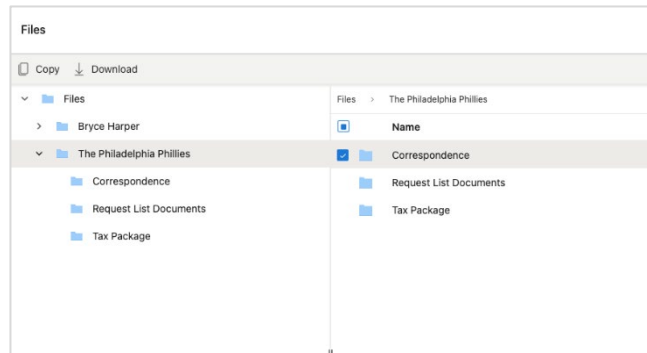 Files
Copy Download
Files
Bryce Harper
The Philadelphia Phillies
Correspondence
Request List Documents
Tax Package
Files > The Philadelphia Phillies
Name
Correspondence
Request List Documents
Tax Package